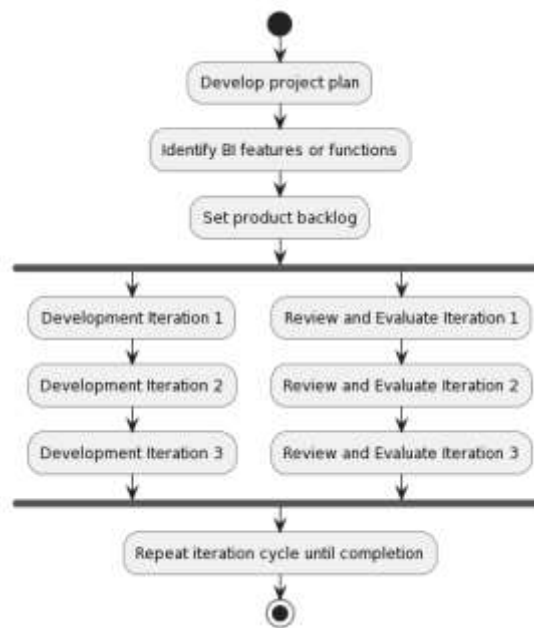 Develop project plan
Identify BI features or functions
Set product backlog
Development Iteration 1
Review and Evaluate Iteration 1
Development Iteration 2
Review and Evaluate Iteration 2
Development Iteration 3
Review and Evaluate Iteration 3
Repeat iteration cycle until completion